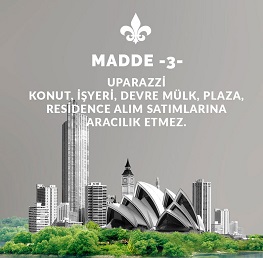 MADDE -3-
UPARAZZİ
KONUT, İŞYERİ, DEVRE MÜLK, PLAZA,
RESİDENCE ALIM SATIMLARINA
ARACILIK ETMEZ.